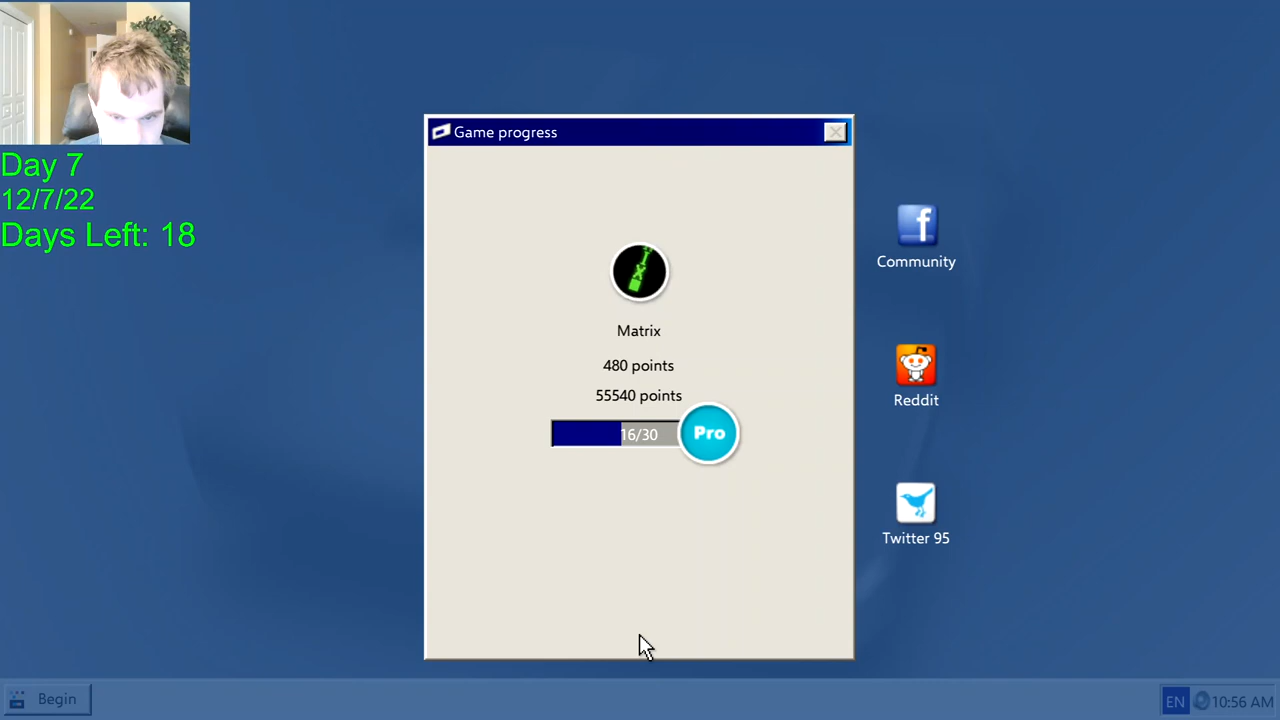 Day 7
12/7/22
Days Left: 18
Game progress
Matrix
480 points
55540 points
16/30
Pro
Community
Reddit
Twitter 95
Begin
EN
10:56 AM